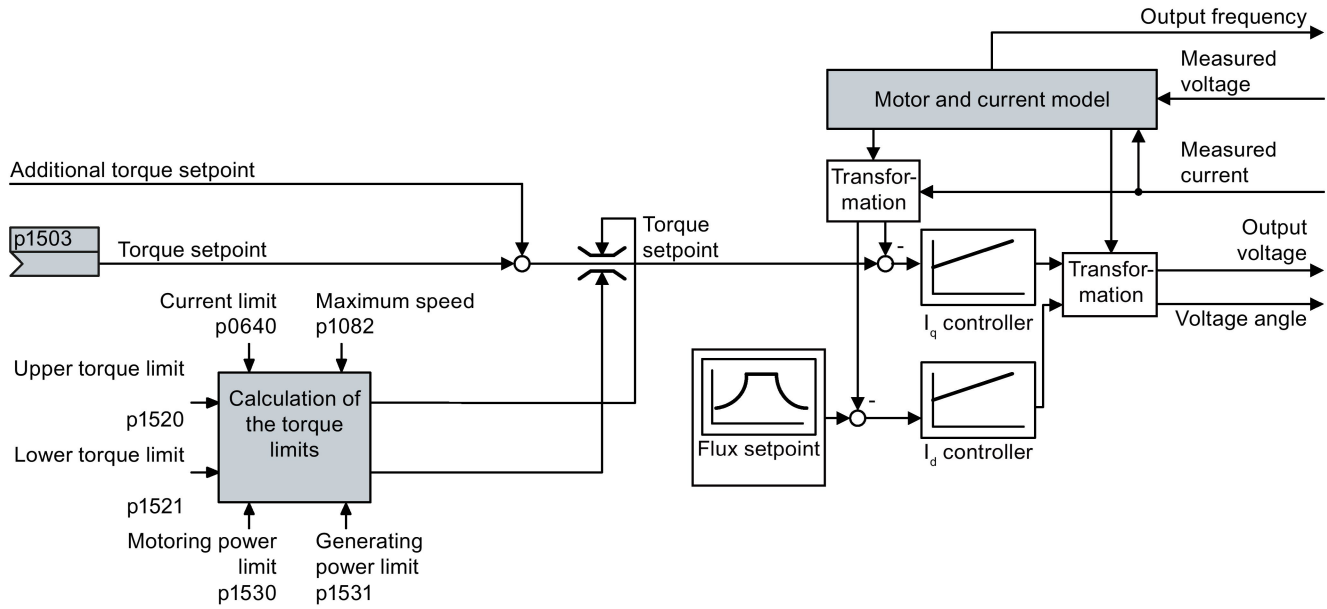 Output frequency
Measured
voltage
Motor and current model
Measured
current
Additional torque setpoint
Transfor-
mation
p1503
Torque setpoint
Torque
setpoint
-
Output
voltage
Transfor-
mation
Current limit
p0640
Maximum speed
p1082
Iq controller
Voltage angle
Upper torque limit
p1520
Calculation of
the torque
limits
-
Flux setpoint
Id controller
Lower torque limit
p1521
Motoring power
limit
p1530
Generating
power limit
p1531